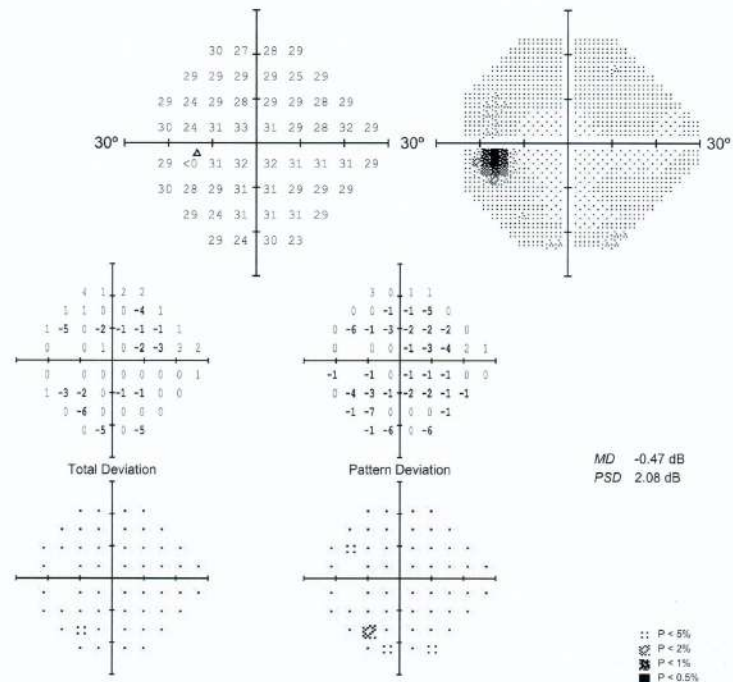 30 27 28 29
29 29 29 29 25 29
29 24 29 28 29 29 28 29
30 24 31 33 31 29 28 32 29
30° 30°
29 <0 31 32 32 31 31 31 29
30 28 29 31 31 29 29 29
29 24 31 31 31 29
29 24 30 23
4 1 2 2
1 1 0 0 -4 1
1 -5 0 -2 -1 -1 -1 1
0 0 1 0 -2 -3 3 2
0 0 0 0 0 0 0 1
1 -3 -2 0 -1 -1 0 0
0 -6 0 0 0 0
0 -5 0 -5
Total Deviation
3 0 1 1
0 0 -1 -1 -5 0
0 -6 -1 -3 -2 -2 -2 0
0 0 0 0 -1 -3 -4 2 1
-1 -1 0 -1 -1 -1 0 0
0 -4 -3 -1 -2 -2 -1 -1
-1 -7 0 0 0 -1
-1 -6 0 -6
Pattern Deviation
MD -0.47 dB
PSD 2.08 dB
P < 5%
P < 2%
P < 1%
P < 0.5%